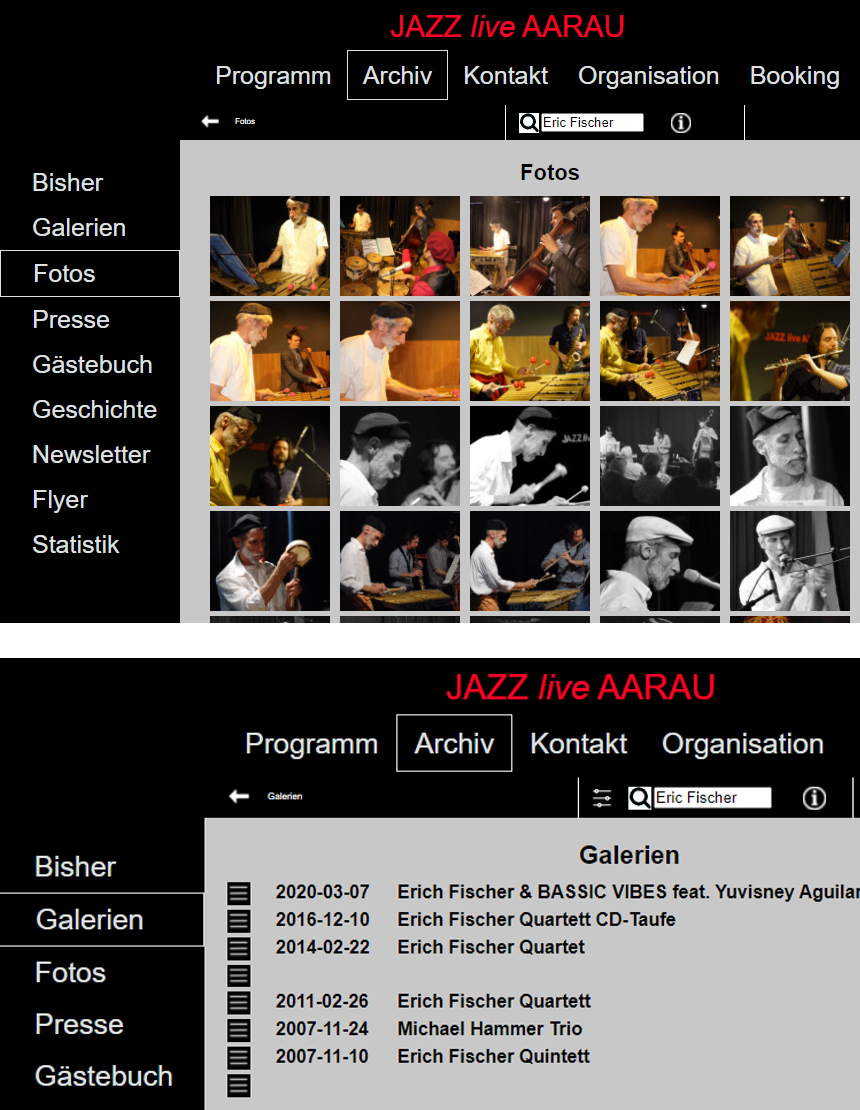 JAZZ live AARAU
Programm Archiv Kontakt Organisation Booking
Fotos Eric Fischer
Fotos
Bisher
Galerien
Fotos
Presse
Gästebuch
Geschichte
Newsletter
Flyer
Statistik
JAZZ live A
JAZZ li
JAZZ live AARAU
Programm Archiv Kontakt Organisation
Galerien Eric Fischer
Galerien
Bisher
Galerien
Fotos
Presse
Gästebuch
2020-03-07 Erich Fischer & BASSIC VIBES feat. Yuvisney Aguilar
2016-12-10 Erich Fischer Quartett CD-Taufe
2014-02-22 Erich Fischer Quartet
2011-02-26 Erich Fischer Quartett
2007-11-24 Michael Hammer Trio
2007-11-10 Erich Fischer Quintett